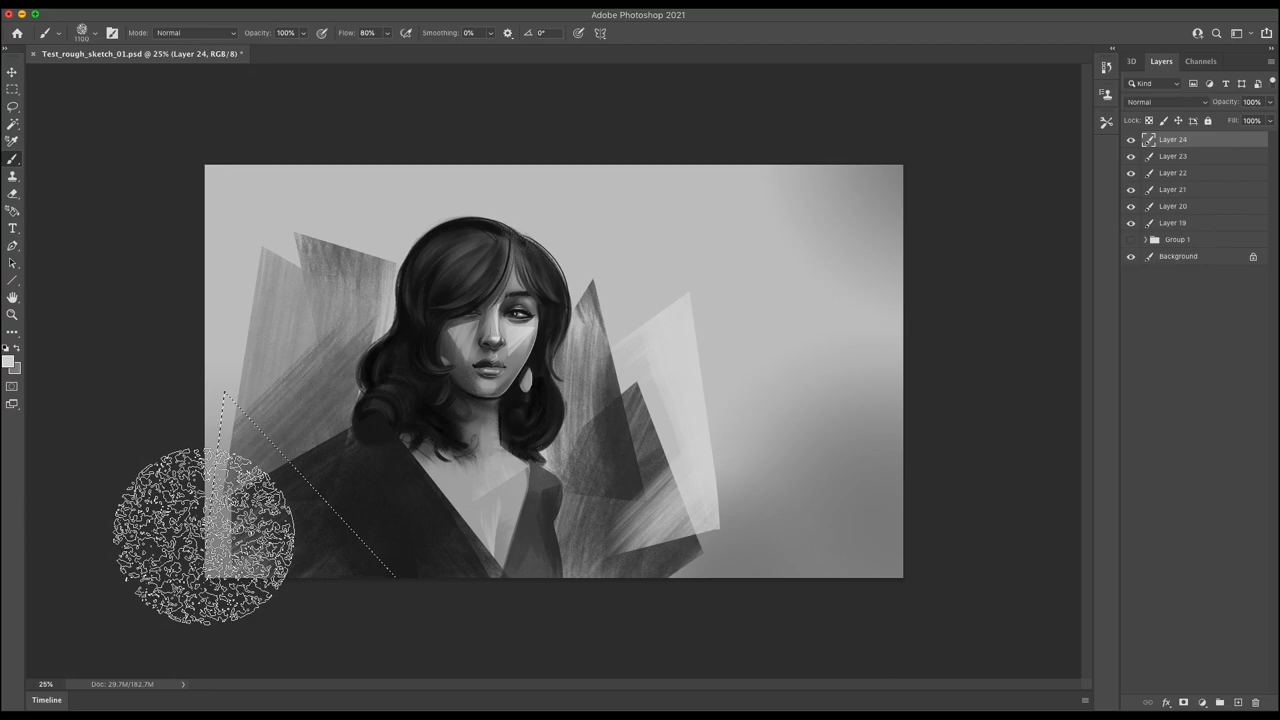 Adobe Photoshop 2021
1100 Mode: Normal Opacity: 100% Flow: 80% Smoothing: 0% 0°
× Test_rough_sketch_01.psd @ 25% (Layer 24, RGB/8) *
3D Layers Channels
Kind
Normal Opacity: 100%
Lock: Fill: 100%
Layer 24
Layer 23
Layer 22
Layer 21
Layer 20
Layer 19
Group 1
Background
25% Doc: 29.7M/182.7M
Timeline